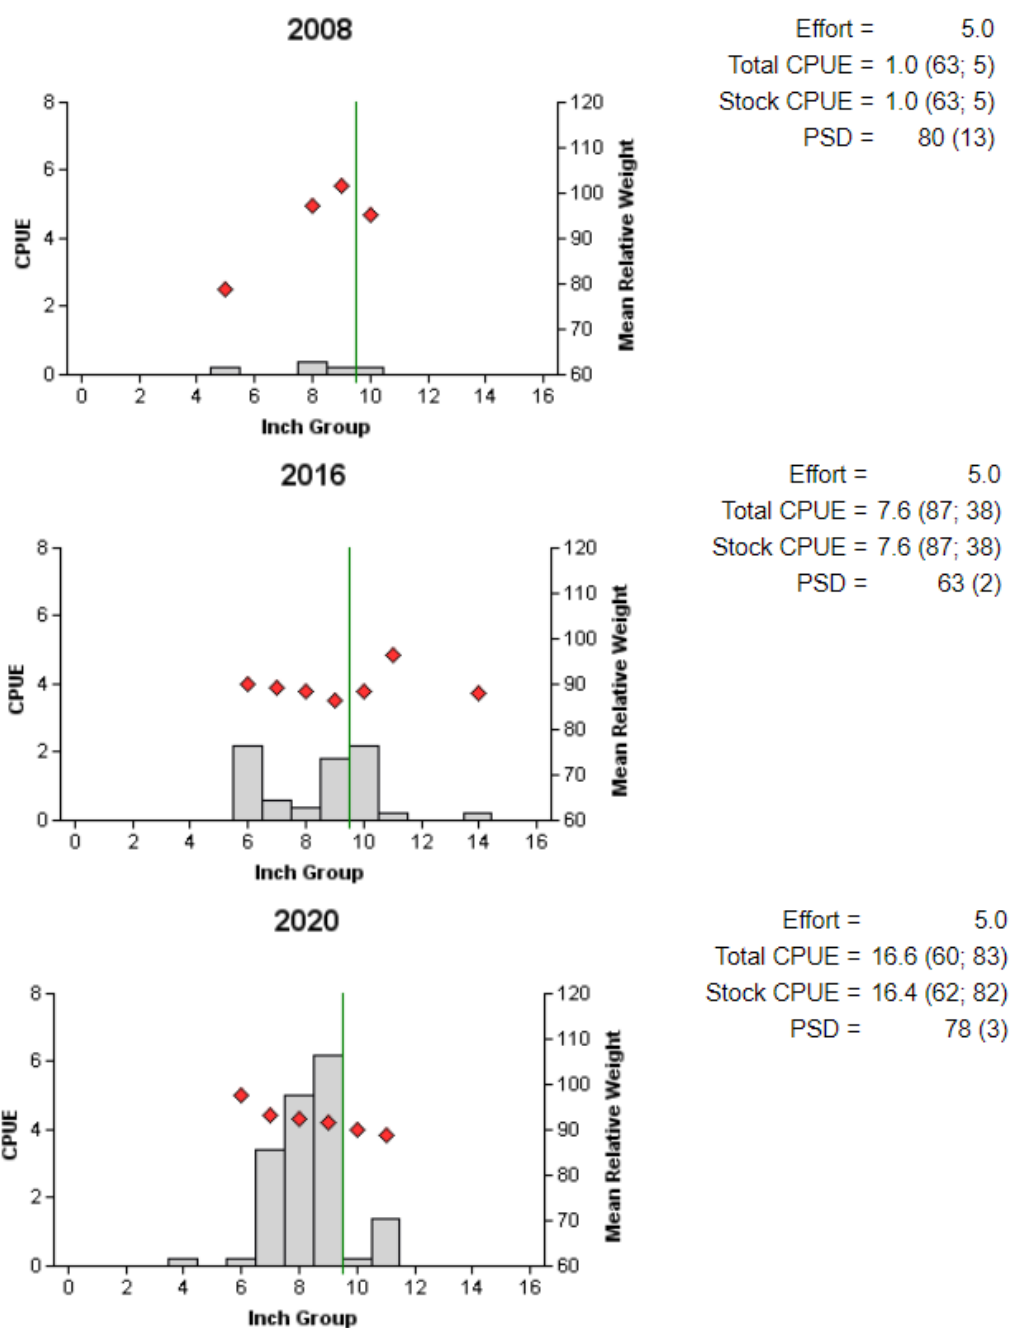 2008
Effort = 5.0
Total CPUE = 1.0 (63; 5)
Stock CPUE = 1.0 (63; 5)
PSD = 80 (13)
8
6
4
2
0
CPUE
120
110
100
90
80
70
60
Mean Relative Weight
0 2 4 6 8 10 12 14 16
Inch Group
2016
Effort = 5.0
Total CPUE = 7.6 (87; 38)
Stock CPUE = 7.6 (87; 38)
PSD = 63 (2)
8
6
4
2
0
CPUE
120
110
100
90
80
70
60
Mean Relative Weight
0 2 4 6 8 10 12 14 16
Inch Group
2020
Effort = 5.0
Total CPUE = 16.6 (60; 83)
Stock CPUE = 16.4 (62; 82)
PSD = 78 (3)
8
6
4
2
0
CPUE
120
110
100
90
80
70
60
Mean Relative Weight
0 2 4 6 8 10 12 14 16
Inch Group